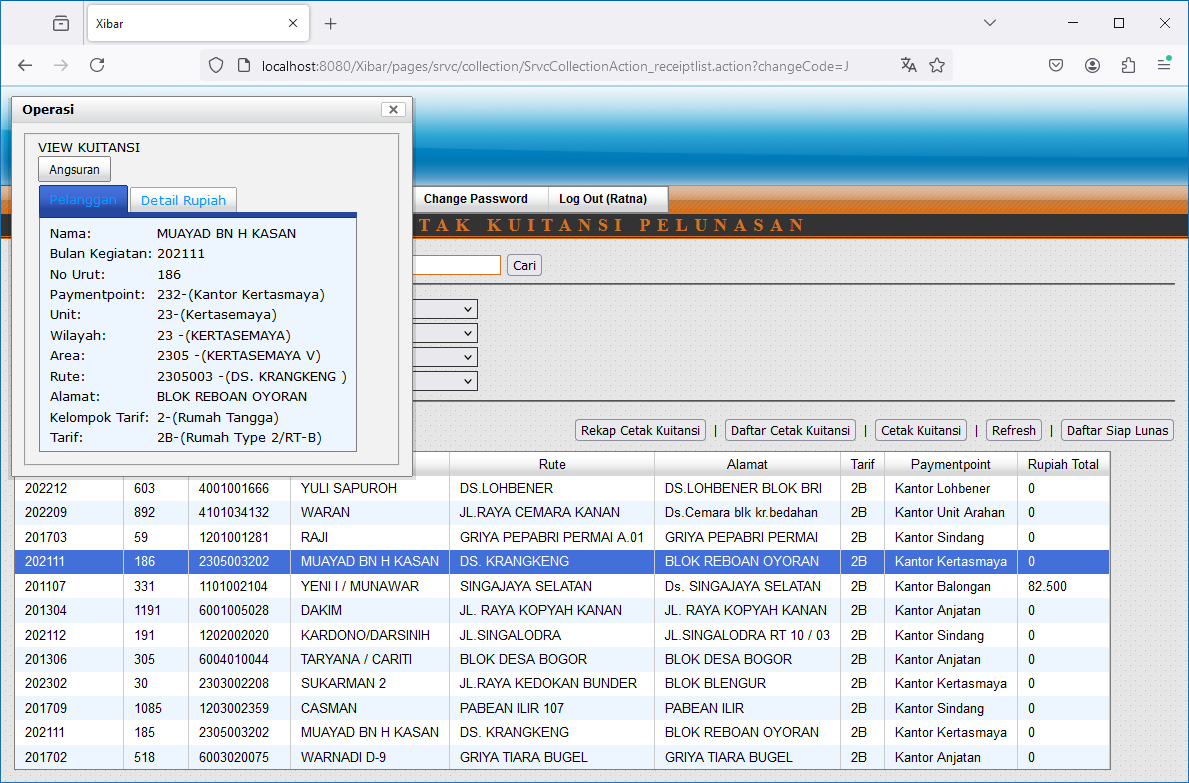 Xibar
localhost:8080/Xibar/pages/srvc/collection/SrvcCollectionAction_receiptlist.action?changeCode=J
Operasi
VIEW KUITANSI
Angsuran
Pelanggan Detail Rupiah
Nama: MUAYAD BN H KASAN
Bulan Kegiatan: 202111
No Urut: 186
Paymentpoint: 232-(Kantor Kertasmaya)
Unit: 23-(Kertasemaya)
Wilayah: 23 -(KERTASEMAYA)
Area: 2305 -(KERTASEMAYA V)
Rute: 2305003 -(DS. KRANGKENG )
Alamat: BLOK REBOAN OYORAN
Kelompok Tarif: 2-(Rumah Tangga)
Tarif: 2B-(Rumah Type 2/RT-B)
Change Password Log Out (Ratna)
TAK KUITANSI PELUNASAN
Cari
Rekap Cetak Kuitansi | Daftar Cetak Kuitansi | Cetak Kuitansi | Refresh | Daftar Siap Lunas
Rute Alamat Tarif Paymentpoint Rupiah Total
202212 603 4001001666 YULI SAPUROH DS.LOHBENER DS.LOHBENER BLOK BRI 2B Kantor Lohbener 0
202209 892 4101034132 WARAN JL.RAYA CEMARA KANAN Ds.Cemara blk kr.bedahan 2B Kantor Unit Arahan 0
201703 59 1201001281 RAJI GRIYA PEPABRI PERMAI A.01 GRIYA PEPABRI PERMAI 2B Kantor Sindang 0
202111 186 2305003202 MUAYAD BN H KASAN DS. KRANGKENG BLOK REBOAN OYORAN 2B Kantor Kertasmaya 0
201107 331 1101002104 YENI I / MUNAWAR SINGAJAYA SELATAN Ds. SINGAJAYA SELATAN 2B Kantor Balongan 82.500
201304 1191 6001005028 DAKIM JL. RAYA KOPYAH KANAN JL. RAYA KOPYAH KANAN 2B Kantor Anjatan 0
202112 191 1202002020 KARDONO/DARSINIH JL.SINGALODRA JL.SINGALODRA RT 10 / 03 2B Kantor Sindang 0
201306 305 6004010044 TARYANA / CARITI BLOK DESA BOGOR BLOK DESA BOGOR 2B Kantor Anjatan 0
202302 30 2303002208 SUKARMAN 2 JL.RAYA KEDOKAN BUNDER BLOK BLENGUR 2B Kantor Kertasmaya 0
201709 1085 1203002359 CASMAN PABEAN ILIR 107 PABEAN ILIR 2B Kantor Sindang 0
202111 185 2305003202 MUAYAD BN H KASAN DS. KRANGKENG BLOK REBOAN OYORAN 2B Kantor Kertasmaya 0
201702 518 6003020075 WARNADI D-9 GRIYA TIARA BUGEL GRIYA TIARA BUGEL 2B Kantor Anjatan 0